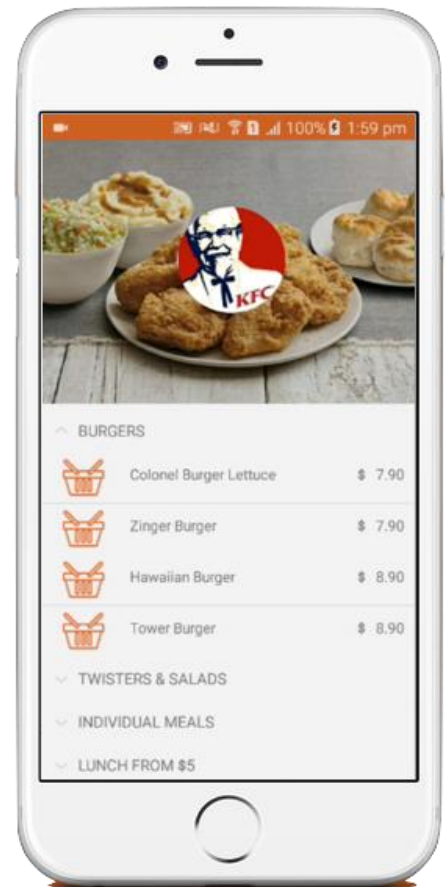 1 100% 1:59 pm
KFC
BURGERS
Colonel Burger Lettuce $ 7.90
Zinger Burger $ 7.90
Hawaiian Burger $ 8.90
Tower Burger $ 8.90
TWISTERS & SALADS
INDIVIDUAL MEALS
LUNCH FROM $5